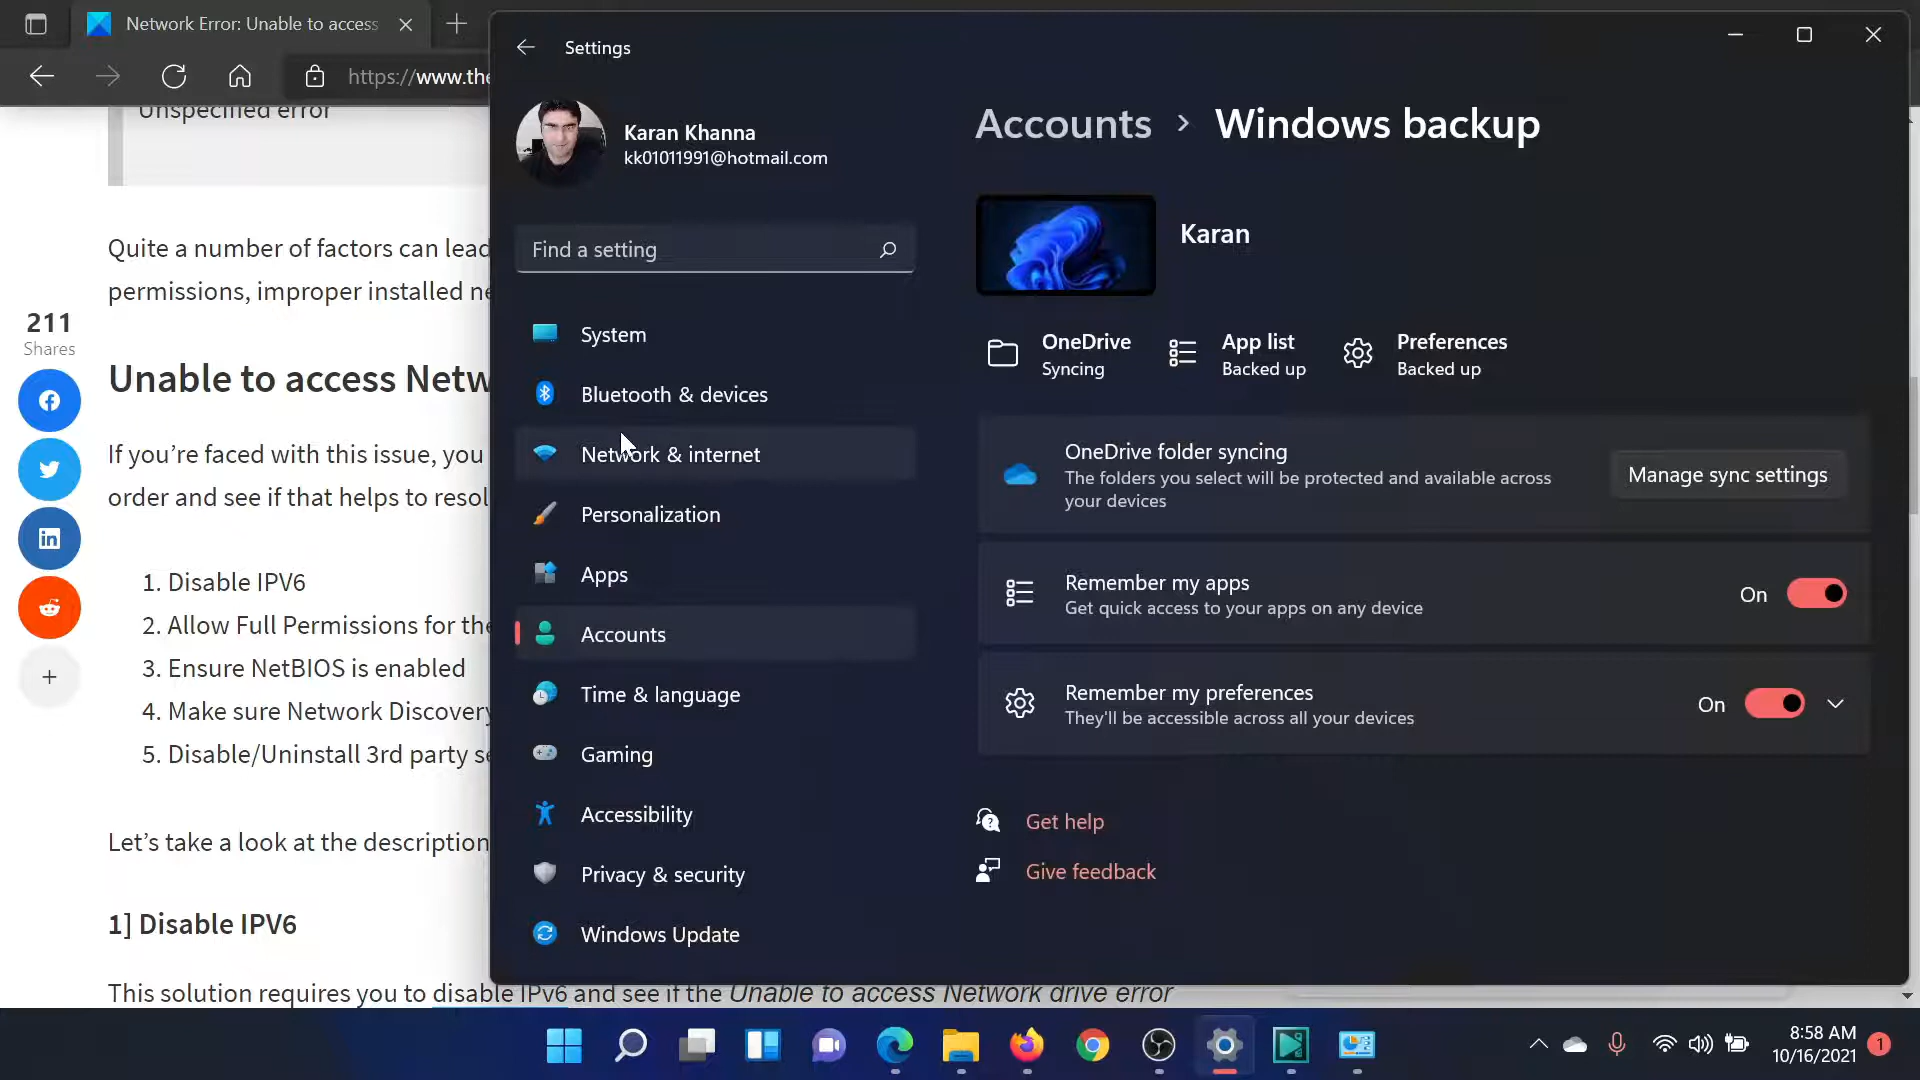 Network Error: Unable to access
https://www.the
Unspecified error
Quite a number of factors can lead
permissions, improper installed ne
211
Shares
Unable to access Netw
If you’re faced with this issue, you
order and see if that helps to resol
1. Disable IPV6
2. Allow Full Permissions for the
3. Ensure NetBIOS is enabled
4. Make sure Network Discovery
5. Disable/Uninstall 3rd party se
Let’s take a look at the description
1] Disable IPV6
This solution requires you to disable IPv6 and see if the Unable to access Network drive error
Settings
Karan Khanna
kk01011991@hotmail.com
Find a setting
System
Bluetooth & devices
Network & internet
Personalization
Apps
Accounts
Time & language
Gaming
Accessibility
Privacy & security
Windows Update
Accounts > Windows backup
Karan
OneDrive
Syncing
App list
Backed up
Preferences
Backed up
OneDrive folder syncing
The folders you select will be protected and available across
your devices
Manage sync settings
Remember my apps
Get quick access to your apps on any device
On
Remember my preferences
They'll be accessible across all your devices
On
Get help
Give feedback
8:58 AM
10/16/2021
1